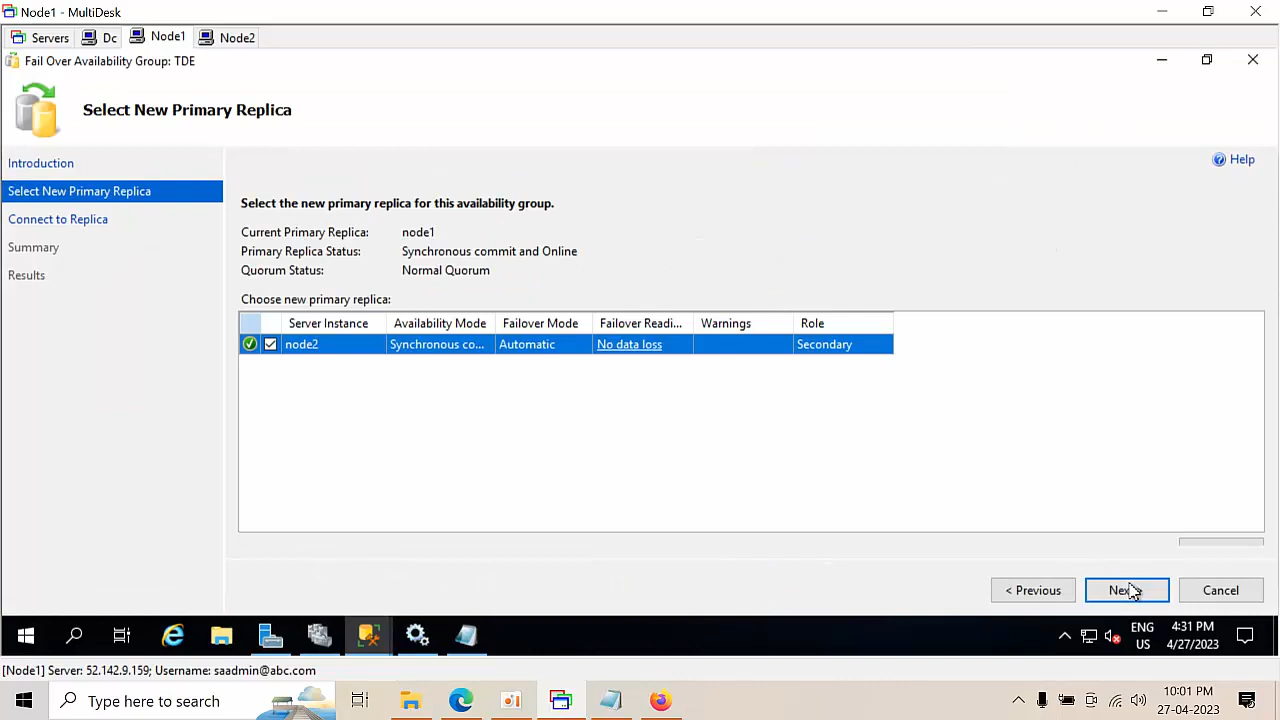 Node1 - MultiDesk
Servers Dc Node1 Node2
Fail Over Availability Group: TDE
Select New Primary Replica
Help
Introduction
Select New Primary Replica
Connect to Replica
Summary
Results
Select the new primary replica for this availability group.
Current Primary Replica: node1
Primary Replica Status: Synchronous commit and Online
Quorum Status: Normal Quorum
Choose new primary replica:
Server Instance Availability Mode Failover Mode Failover Readi... Warnings Role
node2 Synchronous co... Automatic No data loss Secondary
< Previous Cancel
ENG
US
4:31 PM
4/27/2023
[Node1] Server: 52.142.9.159; Username: saadmin@abc.com
Type here to search
10:01 PM
27-04-2023